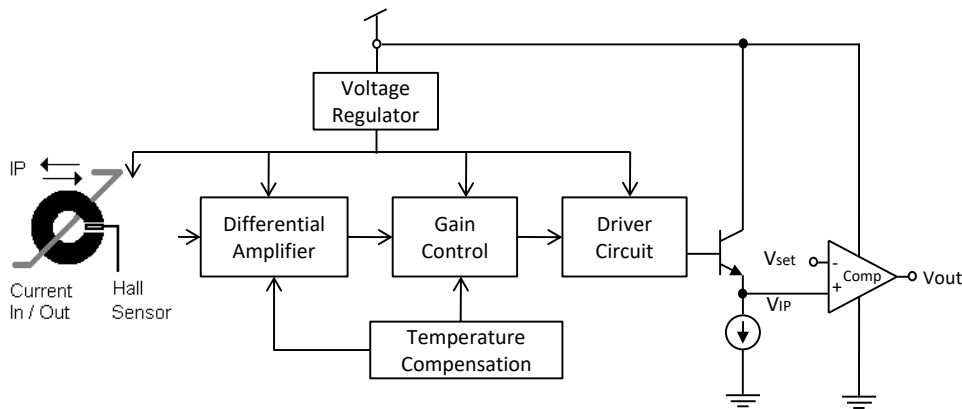 Voltage
Regulator
IP
Differential
Amplifier
Gain
Control
Driver
Circuit
Vset
-
Comp
+
Vout
VIP
Current
In / Out
Hall
Sensor
Temperature
Compensation